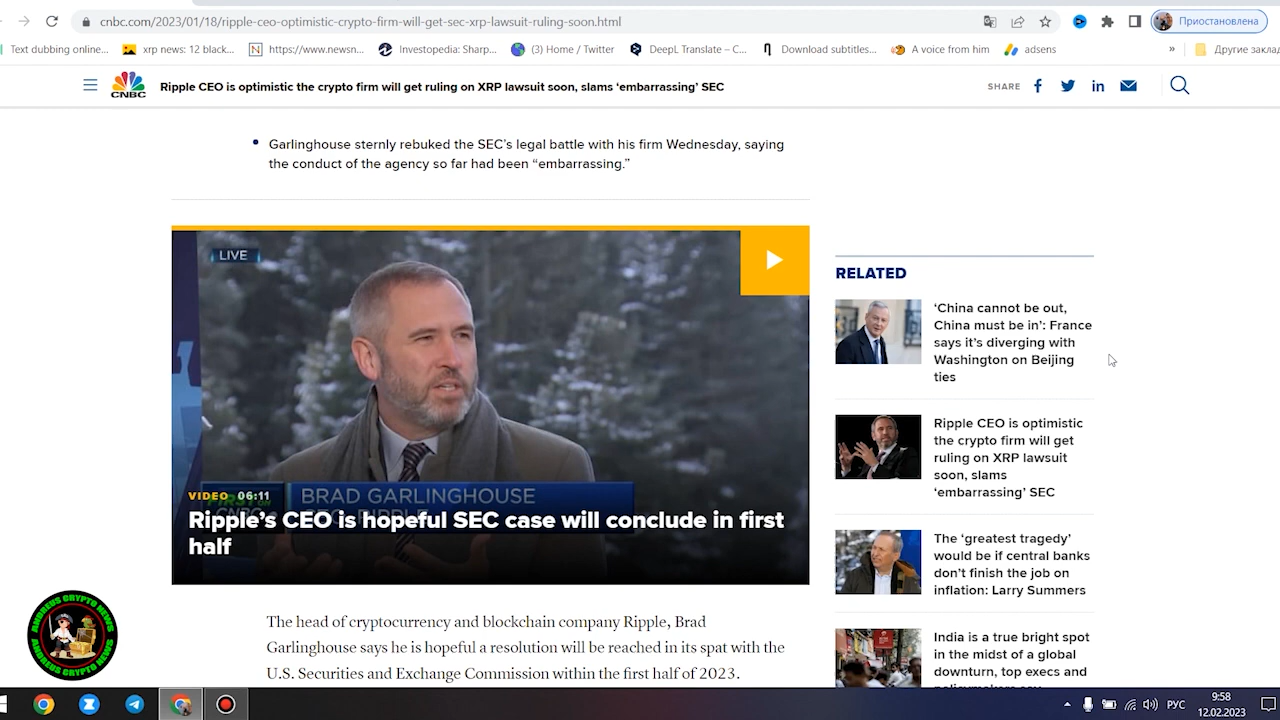 cnbc.com/2023/01/18/ripple-ceo-optimistic-crypto-firm-will-get-sec-xrp-lawsuit-ruling-soon.html
Приостановлена
Text dubbing online...
xrp news: 12 black...
https://www.newsn...
Investopedia: Sharp...
(3) Home / Twitter
DeepL Translate – C...
Download subtitles...
A voice from him
adsens
»
Другие закла
CNBC
Ripple CEO is optimistic the crypto firm will get ruling on XRP lawsuit soon, slams ‘embarrassing’ SEC
SHARE
Garlinghouse sternly rebuked the SEC’s legal battle with his firm Wednesday, saying
the conduct of the agency so far had been “embarrassing.”
LIVE
BRAD GARLINGHOUSE
VIDEO 06:11
Ripple’s CEO is hopeful SEC case will conclude in first
half
The head of cryptocurrency and blockchain company Ripple, Brad
Garlinghouse says he is hopeful a resolution will be reached in its spat with the
U.S. Securities and Exchange Commission within the first half of 2023.
RELATED
‘China cannot be out,
China must be in’: France
says it’s diverging with
Washington on Beijing
ties
Ripple CEO is optimistic
the crypto firm will get
ruling on XRP lawsuit
soon, slams
‘embarrassing’ SEC
The ‘greatest tragedy’
would be if central banks
don’t finish the job on
inflation: Larry Summers
India is a true bright spot
in the midst of a global
downturn, top execs and
ANDREUS CRYPTO NEWS
ANDREUS CRYPTO NEWS
РУС
9:58
12.02.2023